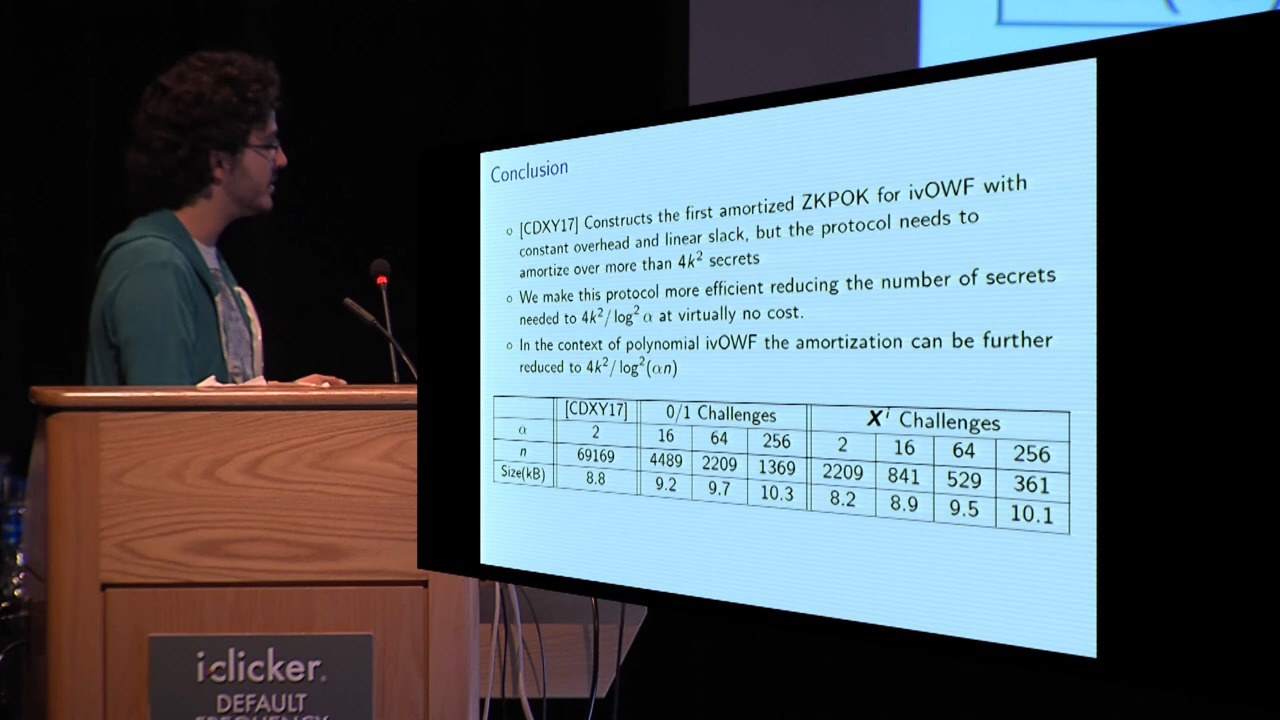 Conclusion
◦ [CDXY17] Constructs the first amortized ZKPOK for ivOWF with
constant overhead and linear slack, but the protocol needs to
amortize over more than 4k² secrets
◦ We make this protocol more efficient reducing the number of secrets
needed to 4k²/log² α at virtually no cost.
◦ In the context of polynomial ivOWF the amortization can be further
reduced to 4k²/log²(αn)
[CDXY17] 0/1 Challenges Xⁱ Challenges
α 2 16 64 256 2 16 64 256
n 69169 4489 2209 1369 2209 841 529 361
Size(kB) 8.8 9.2 9.7 10.3 8.2 8.9 9.5 10.1
iclicker.
DEFAULT
FREQUENCY